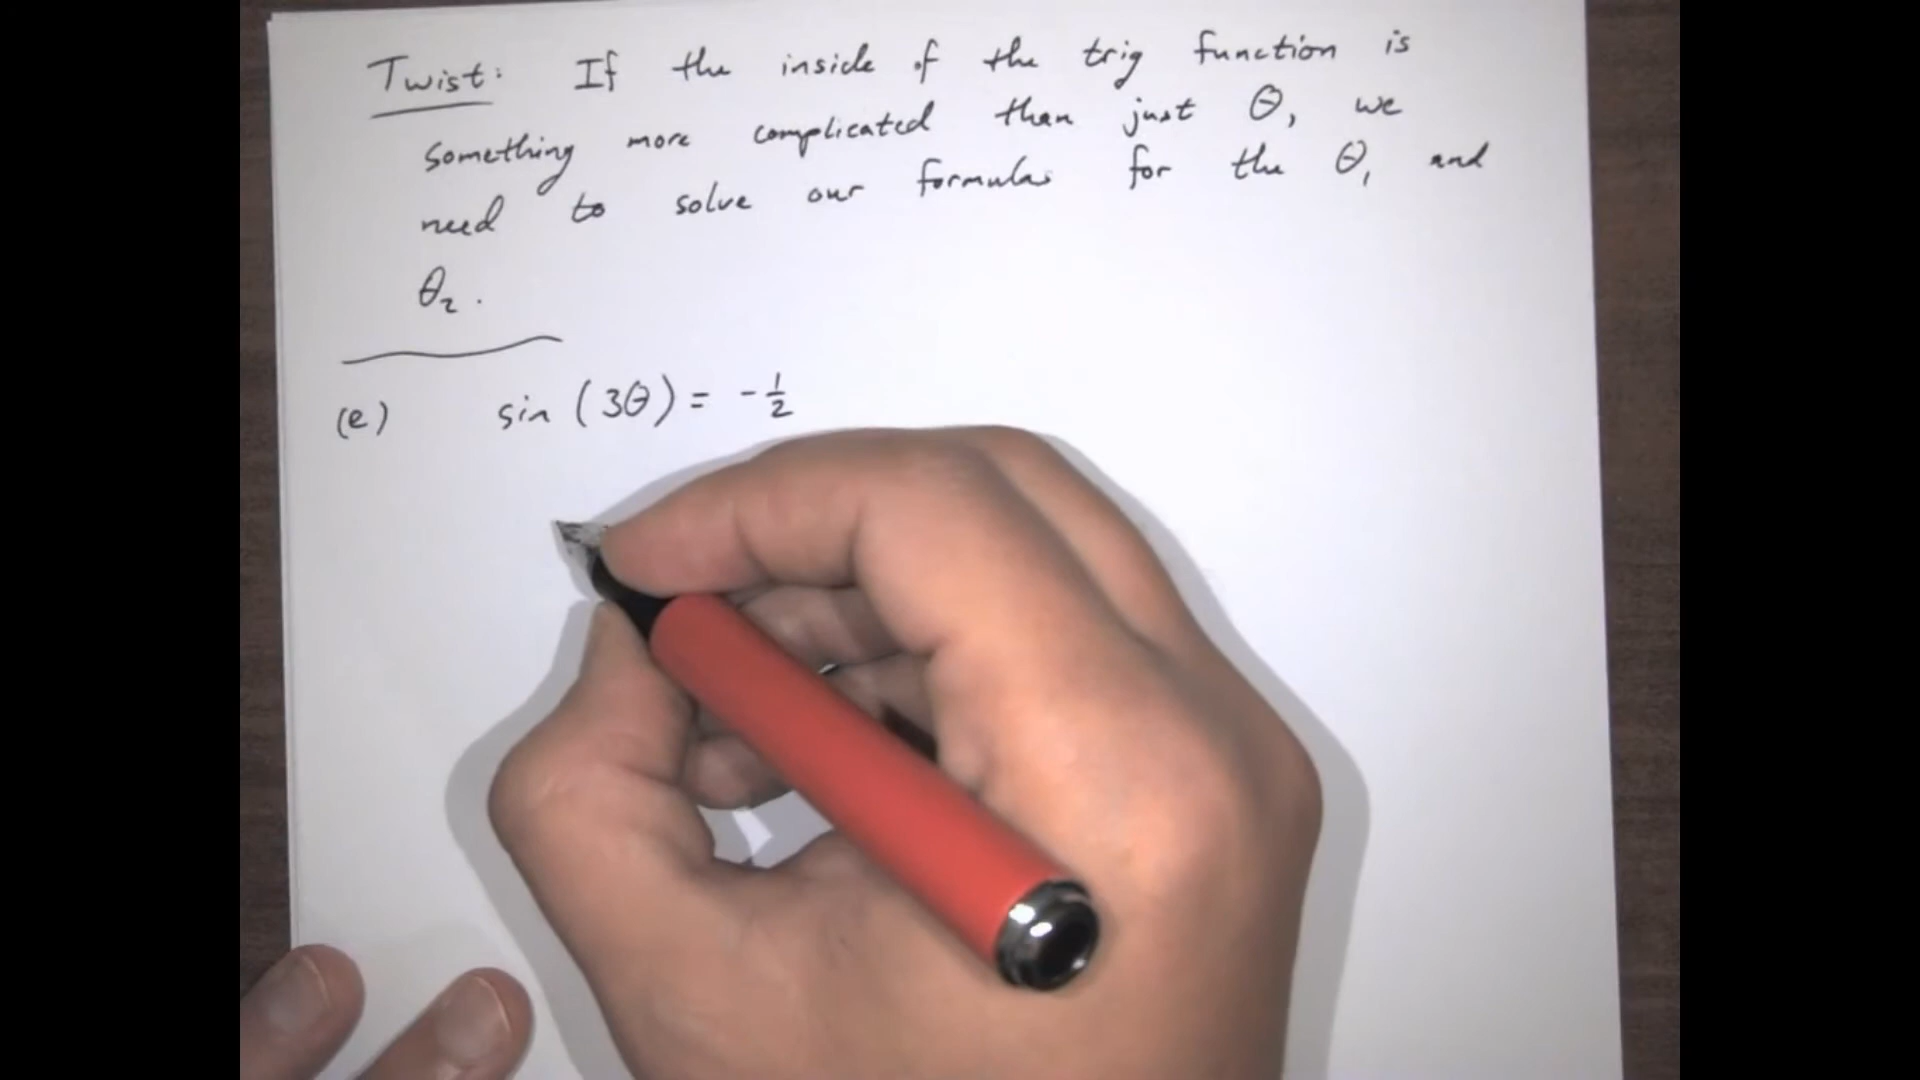 Twist: If the inside of the trig function is
something more complicated than just θ, we
need to solve our formulas for the θ₁ and
θ₂.
(e) sin (3θ) = -1/2